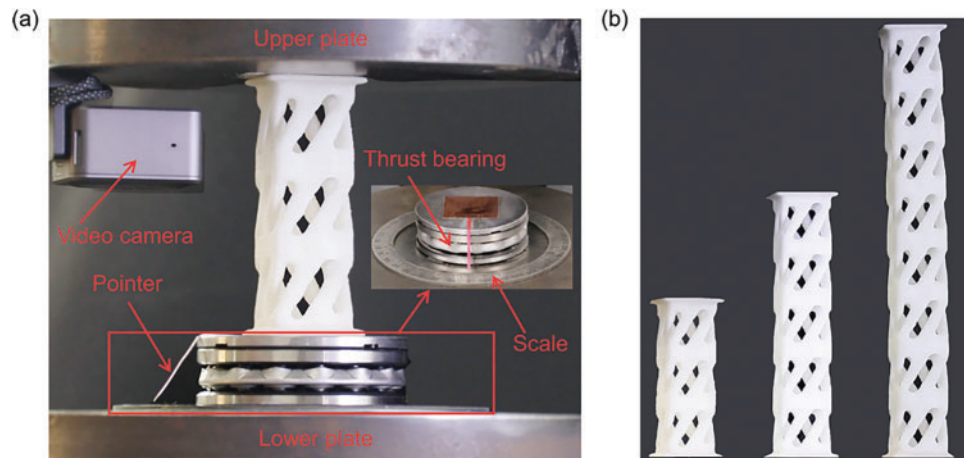 (a)
Upper plate
Thrust bearing
Video camera
Pointer
Scale
Lower plate
(b)